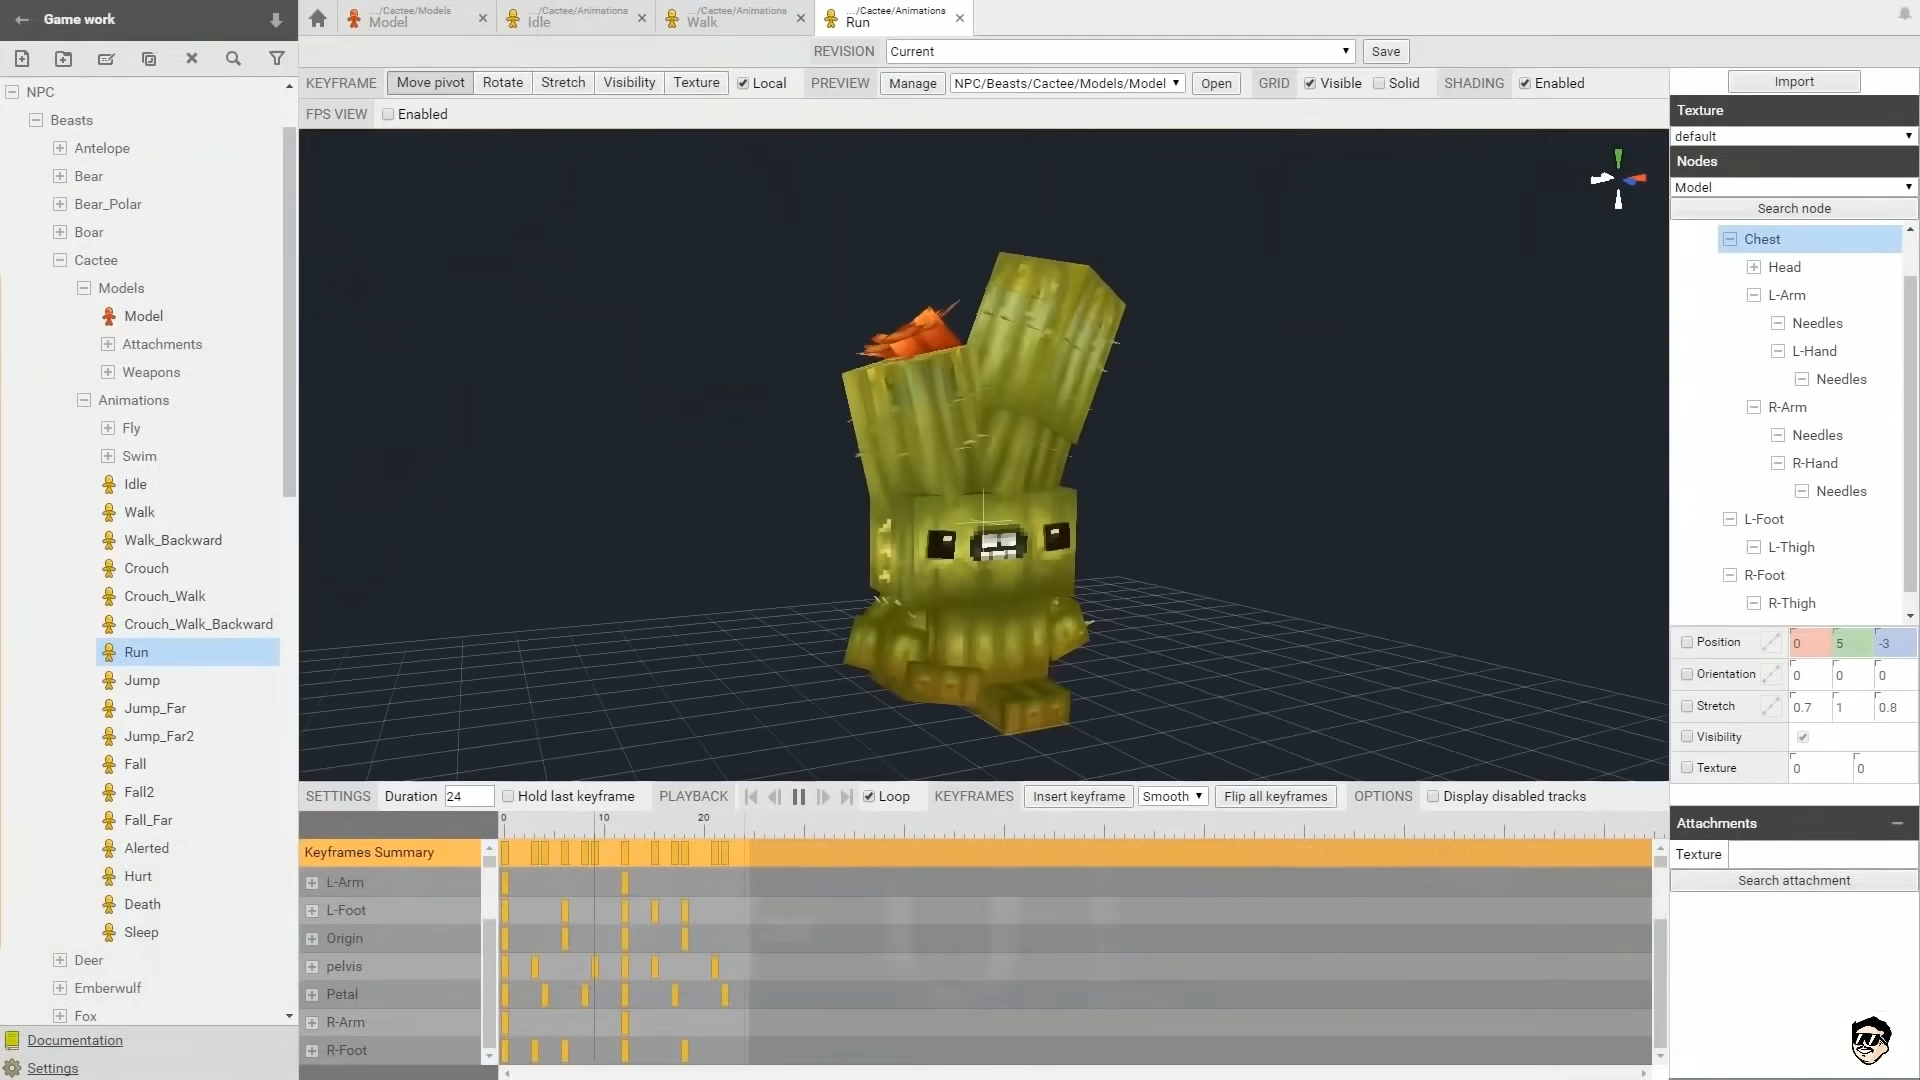 Game work
.../Cactee/Models
Model
.../Cactee/Animations
Idle
.../Cactee/Animations
Walk
.../Cactee/Animations
Run
REVISION Current Save
KEYFRAME Move pivot Rotate Stretch Visibility Texture Local PREVIEW Manage NPC/Beasts/Cactee/Models/Model Open GRID Visible Solid SHADING Enabled
FPS VIEW Enabled
NPC
Beasts
Antelope
Bear
Bear_Polar
Boar
Cactee
Models
Model
Attachments
Weapons
Animations
Fly
Swim
Idle
Walk
Walk_Backward
Crouch
Crouch_Walk
Crouch_Walk_Backward
Run
Jump
Jump_Far
Jump_Far2
Fall
Fall2
Fall_Far
Alerted
Hurt
Death
Sleep
Deer
Emberwulf
Fox
Documentation
Settings
Import
Texture
default
Nodes
Model
Search node
Chest
Head
L-Arm
Needles
L-Hand
Needles
R-Arm
Needles
R-Hand
Needles
L-Foot
L-Thigh
R-Foot
R-Thigh
Position 0 5 -3
Orientation 0 0 0
Stretch 0.7 1 0.8
Visibility
Texture 0 0
Attachments
Texture
Search attachment
SETTINGS Duration 24 Hold last keyframe PLAYBACK Loop KEYFRAMES Insert keyframe Smooth Flip all keyframes OPTIONS Display disabled tracks
0 10 20
Keyframes Summary
L-Arm
L-Foot
Origin
pelvis
Petal
R-Arm
R-Foot